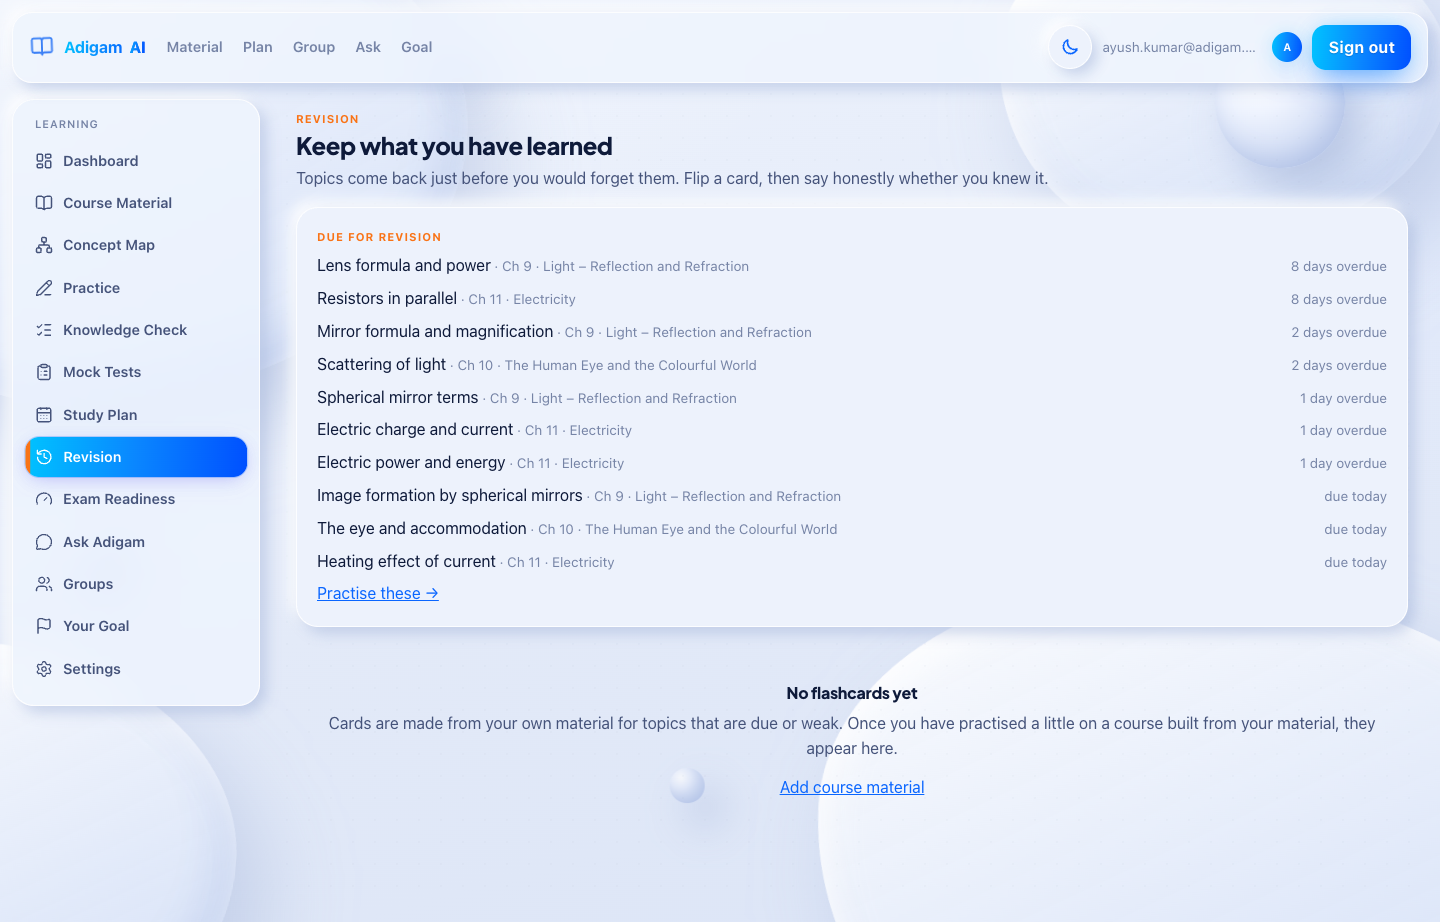 Adigam AI Material Plan Group Ask Goal ayush.kumar@adigam.... A Sign out
LEARNING
Dashboard
Course Material
Concept Map
Practice
Knowledge Check
Mock Tests
Study Plan
Revision
Exam Readiness
Ask Adigam
Groups
Your Goal
Settings
REVISION
Keep what you have learned
Topics come back just before you would forget them. Flip a card, then say honestly whether you knew it.
DUE FOR REVISION
Lens formula and power · Ch 9 · Light – Reflection and Refraction 8 days overdue
Resistors in parallel · Ch 11 · Electricity 8 days overdue
Mirror formula and magnification · Ch 9 · Light – Reflection and Refraction 2 days overdue
Scattering of light · Ch 10 · The Human Eye and the Colourful World 2 days overdue
Spherical mirror terms · Ch 9 · Light – Reflection and Refraction 1 day overdue
Electric charge and current · Ch 11 · Electricity 1 day overdue
Electric power and energy · Ch 11 · Electricity 1 day overdue
Image formation by spherical mirrors · Ch 9 · Light – Reflection and Refraction due today
The eye and accommodation · Ch 10 · The Human Eye and the Colourful World due today
Heating effect of current · Ch 11 · Electricity due today
Practise these →
No flashcards yet
Cards are made from your own material for topics that are due or weak. Once you have practised a little on a course built from your material, they
appear here.
Add course material